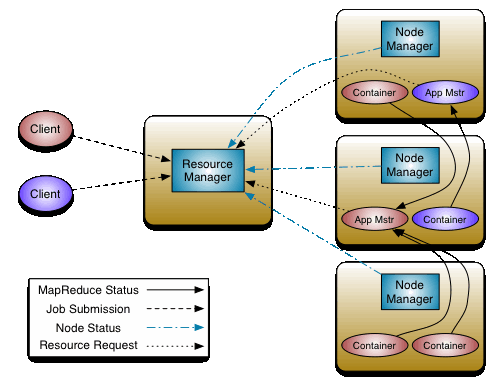 Node
Manager
Container
App Mstr
Client
Resource
Manager
Node
Manager
Client
App Mstr
Container
Node
Manager
MapReduce Status
Job Submission
Node Status
Resource Request
Container
Container